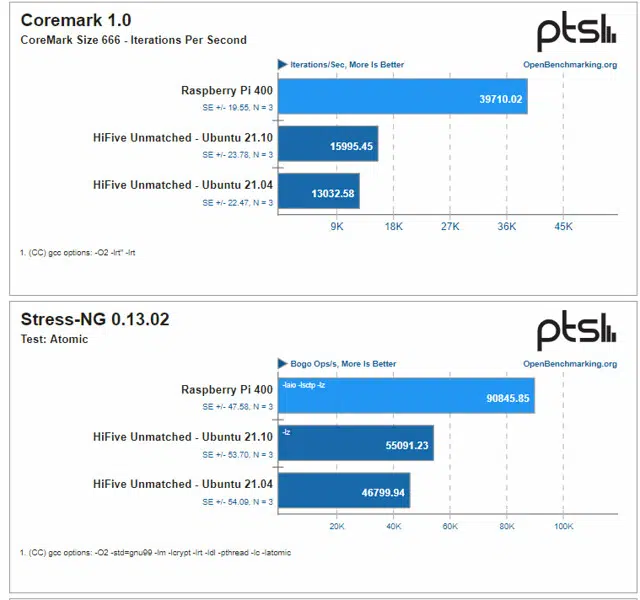 Coremark 1.0
CoreMark Size 666 - Iterations Per Second
ptsl
Iterations/Sec, More Is Better
OpenBenchmarking.org
Raspberry Pi 400
SE +/- 19.55, N = 3
39710.02
HiFive Unmatched - Ubuntu 21.10
SE +/- 23.78, N = 3
15995.45
HiFive Unmatched - Ubuntu 21.04
SE +/- 22.47, N = 3
13032.58
9K 18K 27K 36K 45K
1. (CC) gcc options: -O2 -lrt" -lrt
Stress-NG 0.13.02
Test: Atomic
ptsl
Bogo Ops/s, More Is Better
OpenBenchmarking.org
Raspberry Pi 400
SE +/- 47.58, N = 3
-laio -lsctp -lz
90845.85
HiFive Unmatched - Ubuntu 21.10
SE +/- 53.70, N = 3
-lz
55091.23
HiFive Unmatched - Ubuntu 21.04
SE +/- 54.09, N = 3
46799.94
20K 40K 60K 80K 100K
1. (CC) gcc options: -O2 -std=gnu99 -lm -lcrypt -lrt -ldl -pthread -lc -latomic